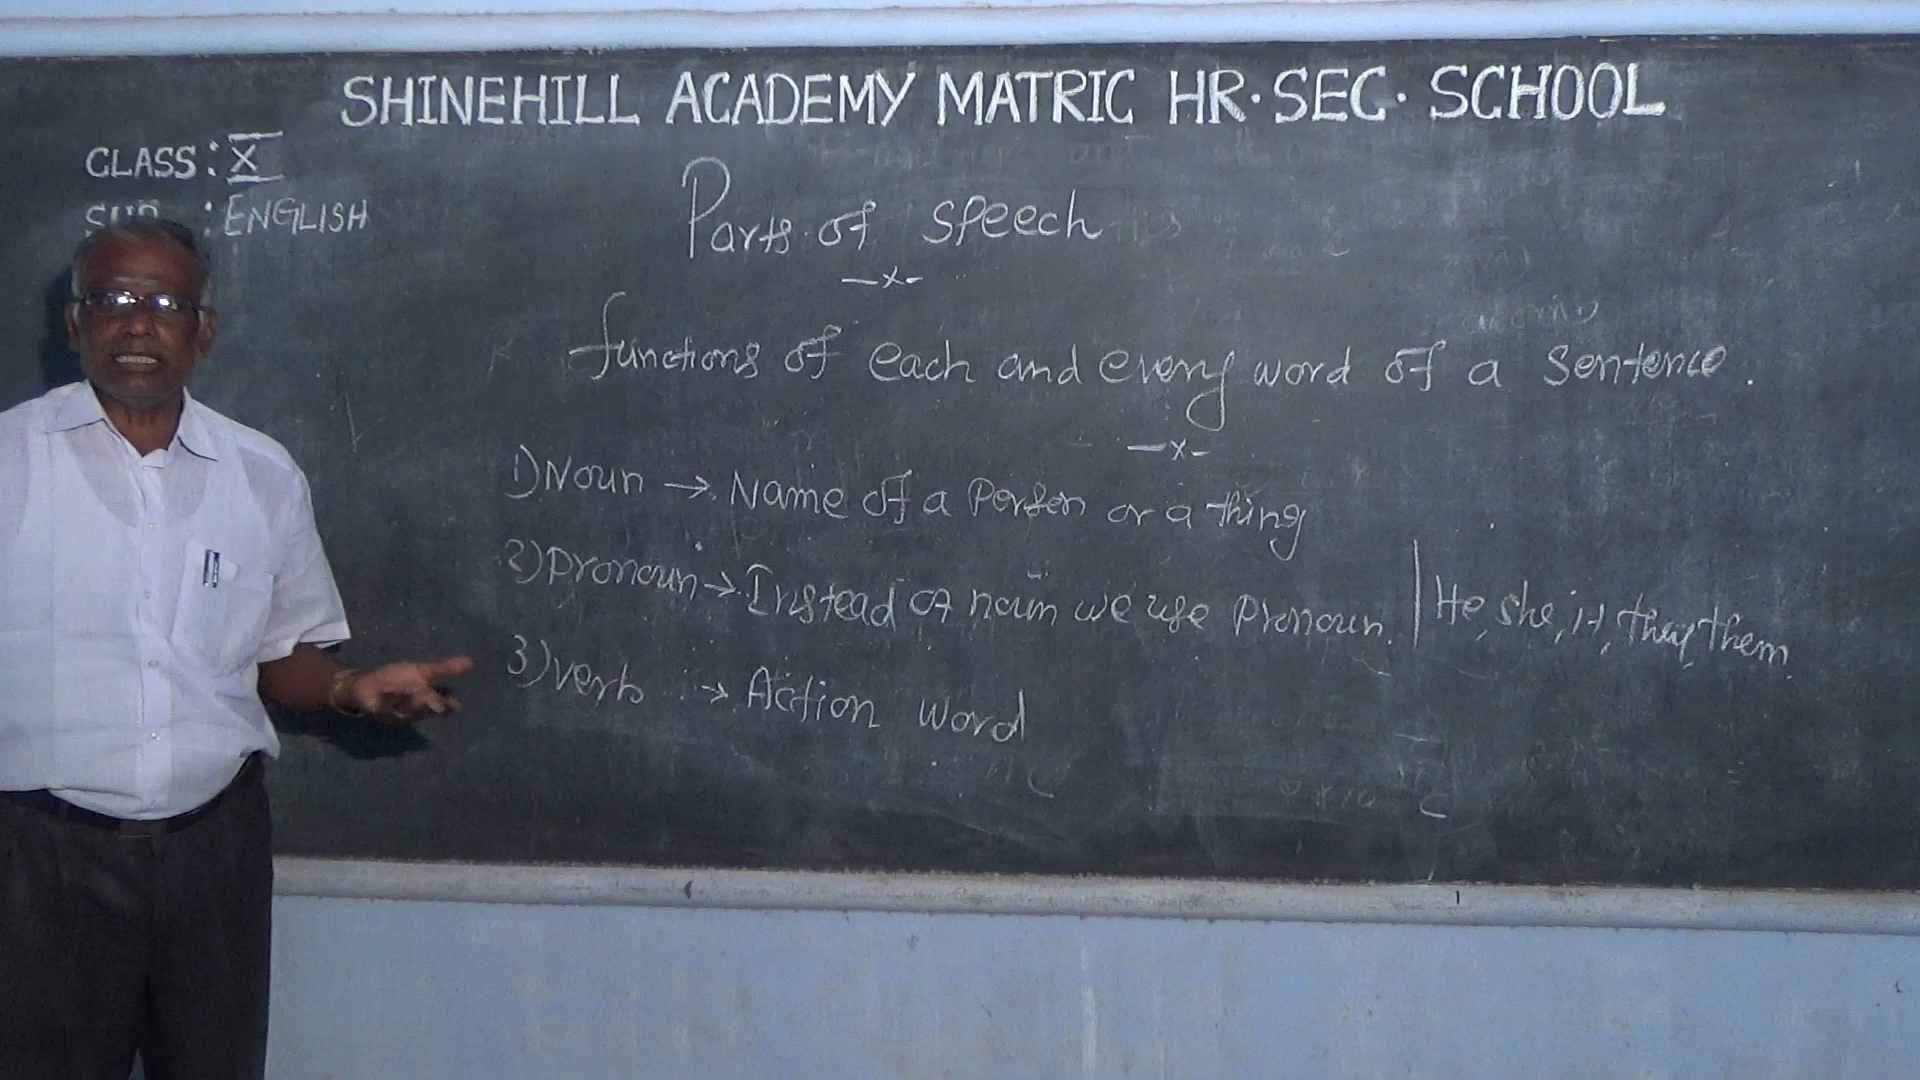 SHINEHILL ACADEMY MATRIC HR. SEC. SCHOOL
CLASS : X
SUB : ENGLISH
Parts of speech
functions of each and every word of a sentence.
1) Noun → Name of a person or a thing
2) pronoun → Instead of noun we use pronoun. | He, she, it, they, them
3) verb → Action word